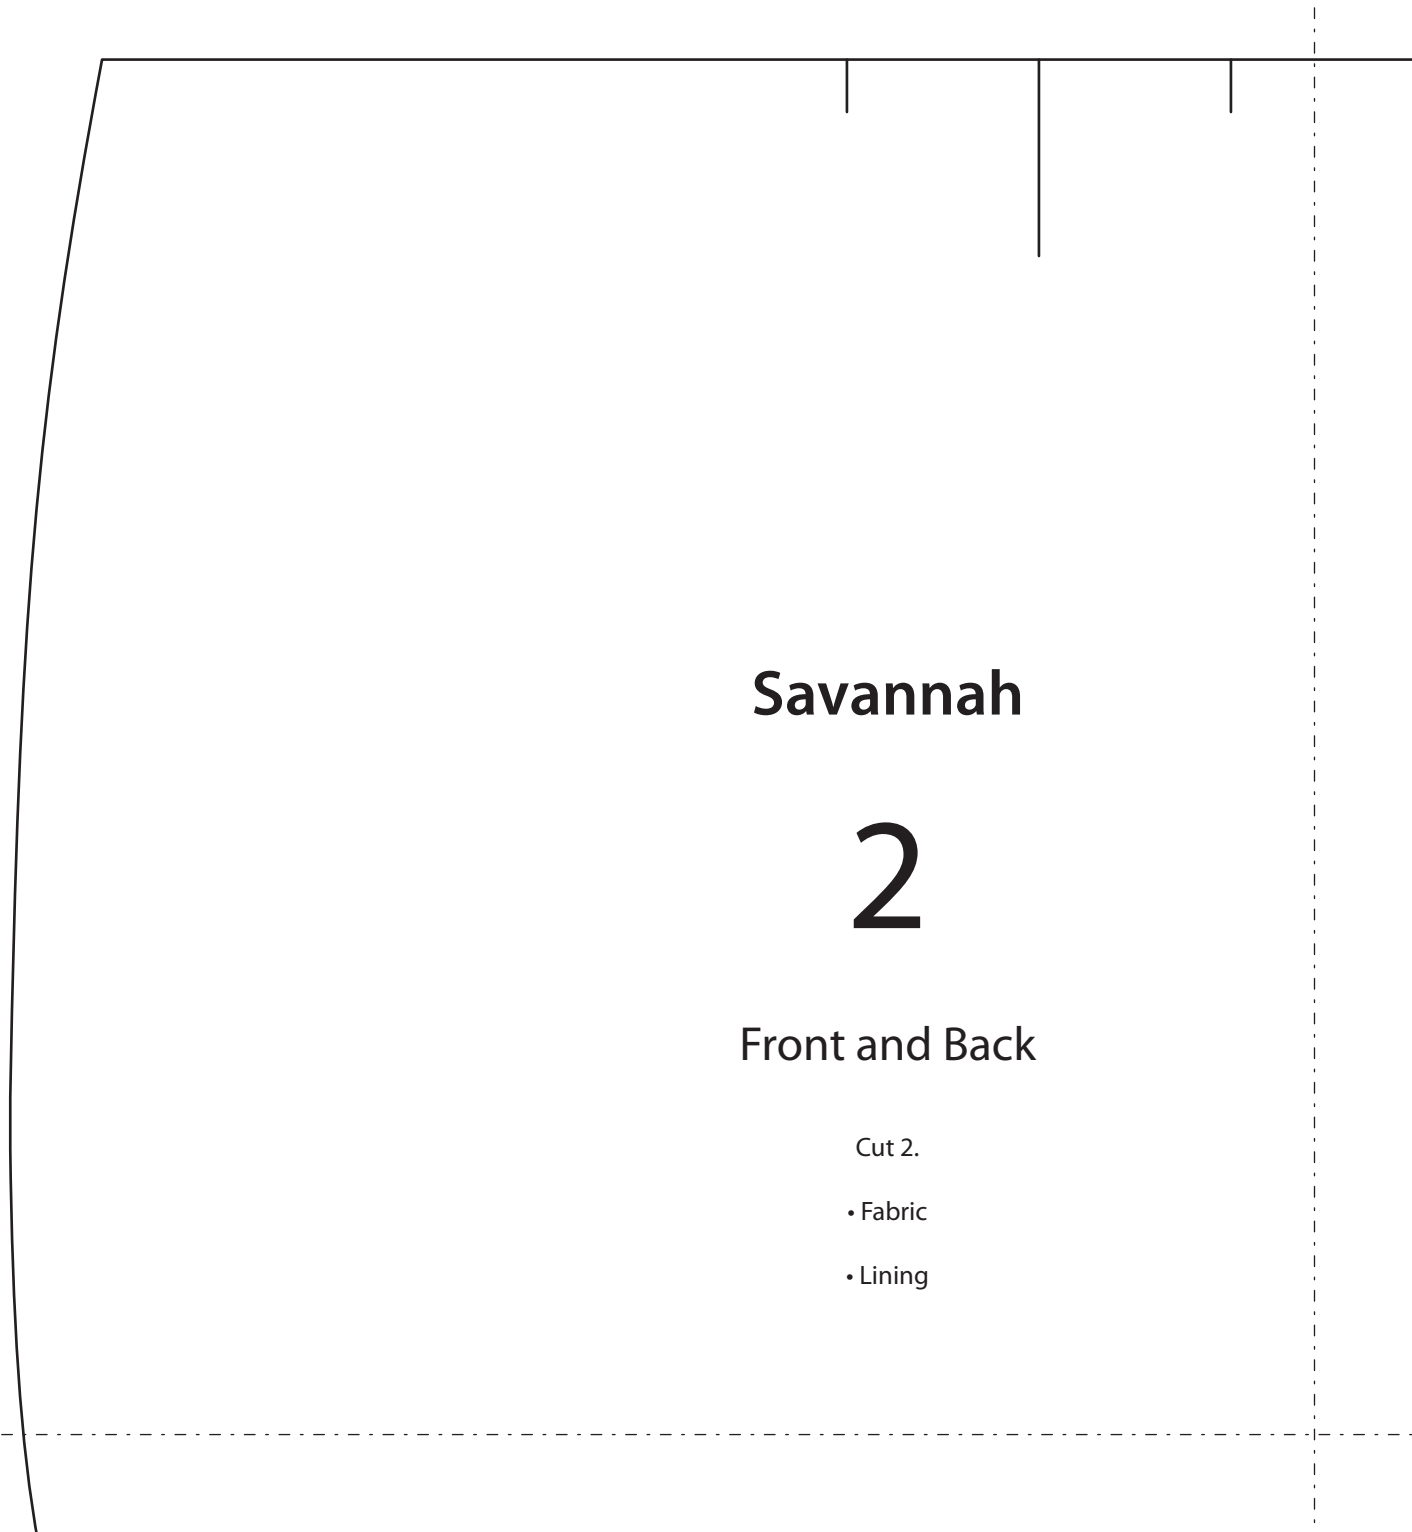 Savannah
2
Front and Back
Cut 2.
• Fabric
• Lining